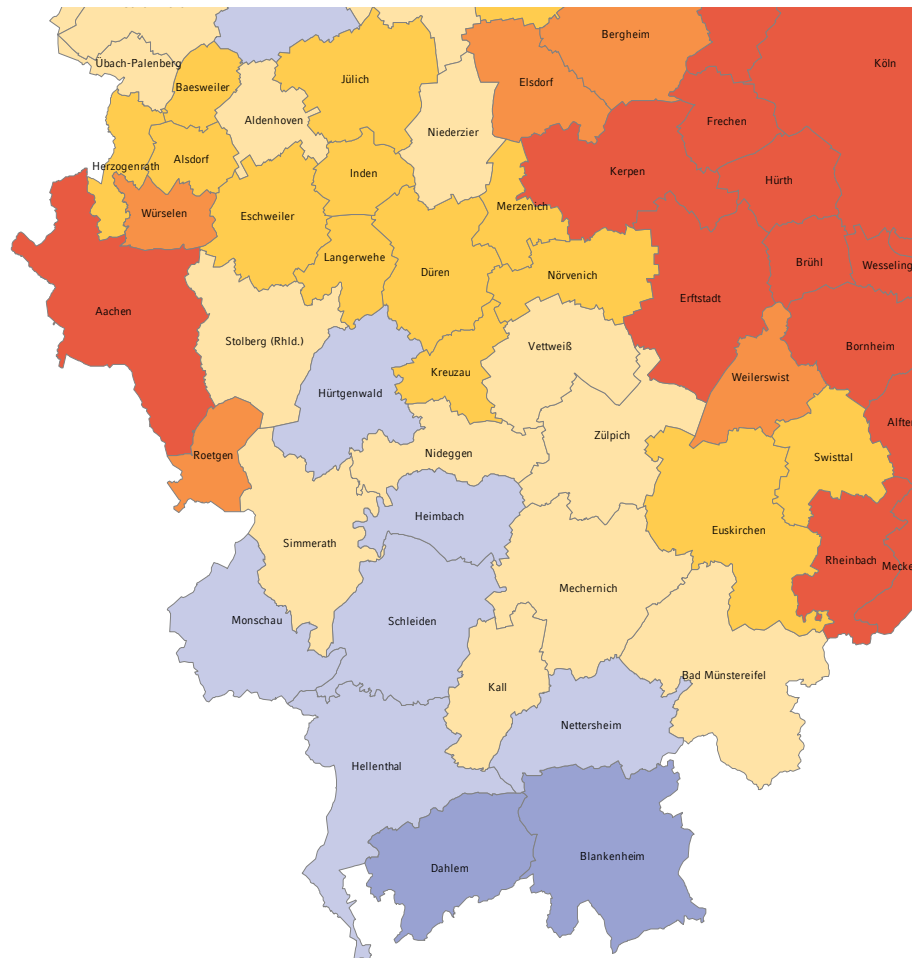 Bergheim
Köln
Übach-Palenberg
Jülich
Elsdorf
Baesweiler
Aldenhoven
Frechen
Niederzier
Herzogenrath
Alsdorf
Inden
Kerpen
Hürth
Würselen
Eschweiler
Merzenich
Langerwehe
Düren
Nörvenich
Brühl
Wesseling
Aachen
Erftstadt
Stolberg (Rhld.)
Vettweiß
Bornheim
Hürtgenwald
Kreuzau
Weilerswist
Alfter
Zülpich
Roetgen
Nideggen
Swisttal
Heimbach
Euskirchen
Simmerath
Rheinbach
Mecke
Mechernich
Monschau
Schleiden
Kall
Bad Münstereifel
Nettersheim
Hellenthal
Blankenheim
Dahlem